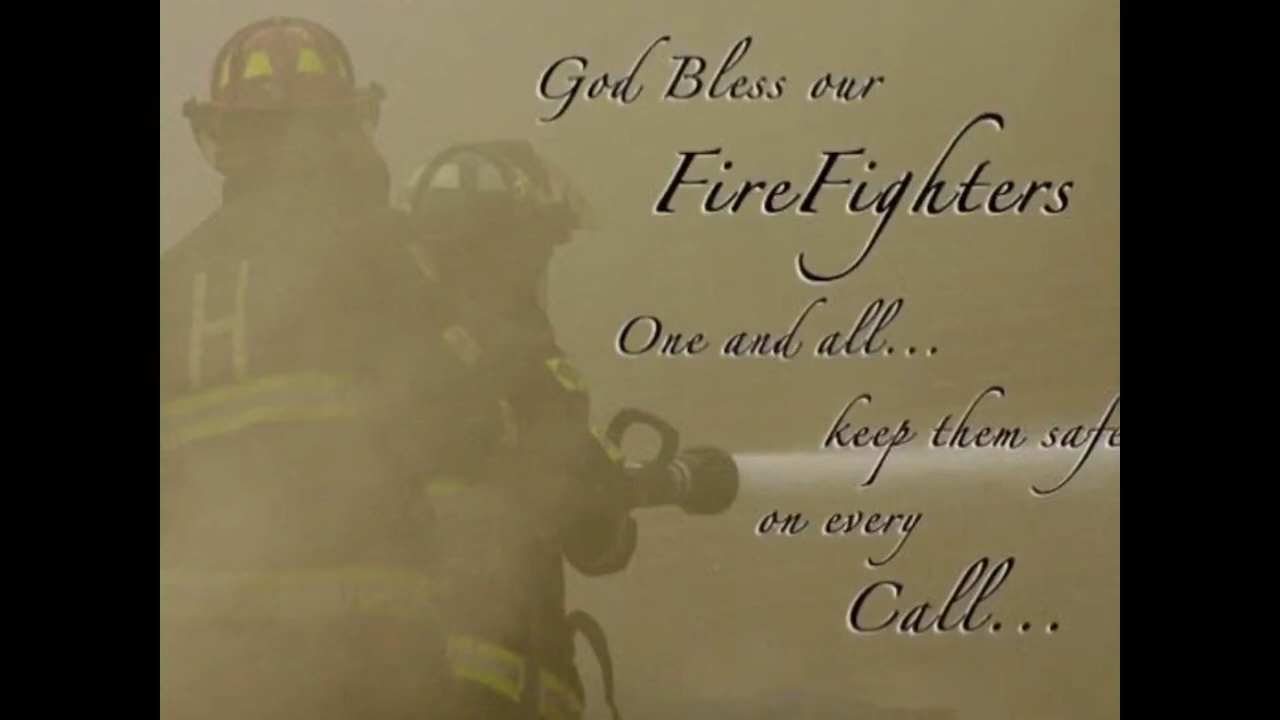 God Bless our
FireFighters
One and all...
keep them safe
on every
Call...
H